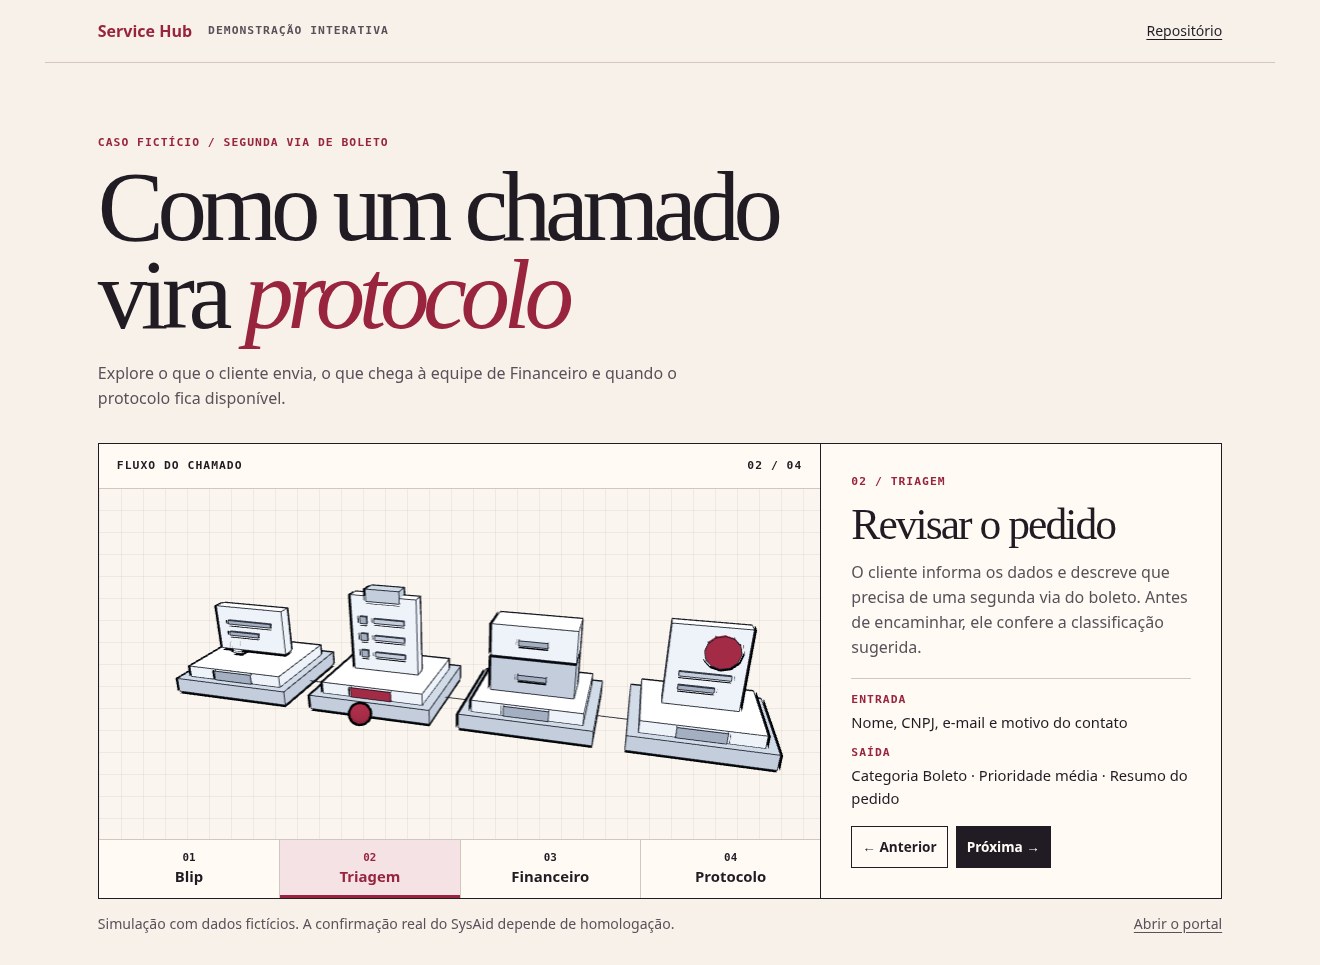 Service Hub DEMONSTRAÇÃO INTERATIVA Repositório
CASO FICTÍCIO / SEGUNDA VIA DE BOLETO
Como um chamado
vira protocolo
Explore o que o cliente envia, o que chega à equipe de Financeiro e quando o
protocolo fica disponível.
FLUXO DO CHAMADO 02 / 04
01
Blip
02
Triagem
03
Financeiro
04
Protocolo
02 / TRIAGEM
Revisar o pedido
O cliente informa os dados e descreve que
precisa de uma segunda via do boleto. Antes
de encaminhar, ele confere a classificação
sugerida.
ENTRADA
Nome, CNPJ, e-mail e motivo do contato
SAÍDA
Categoria Boleto · Prioridade média · Resumo do
pedido
← Anterior Próxima →
Simulação com dados fictícios. A confirmação real do SysAid depende de homologação. Abrir o portal